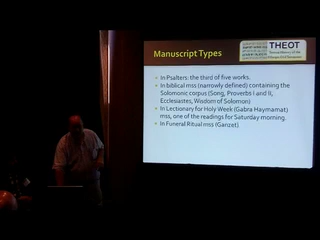 Manuscript Types
THEOT
In Psalters: the third of five works.
In biblical mss (narrowly defined) containing the
Solomonic corpus (Song, Proverbs I and II,
Ecclesiastes, Wisdom of Solomon)
In Lectionary for Holy Week (Gabra Haymamat)
mss, one of the readings for Saturday morning.
In Funeral Ritual mss (Ganzat)